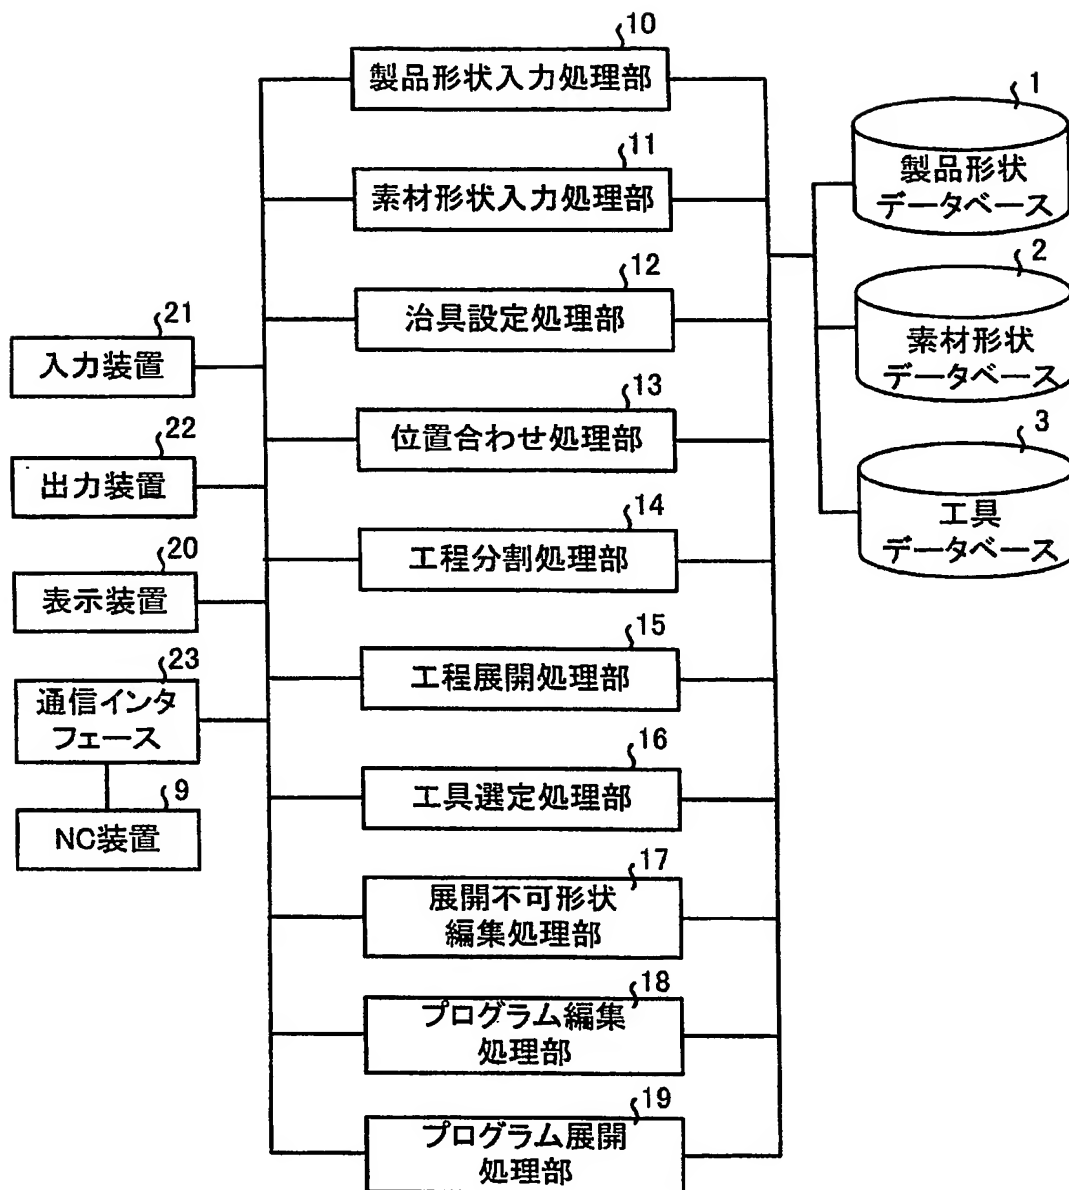 10
製品形状入力処理部
11
素材形状入力処理部
12
治具設定処理部
13
位置合わせ処理部
14
工程分割処理部
15
工程展開処理部
16
工具選定処理部
17
展開不可形状
編集処理部
18
プログラム編集
処理部
19
プログラム展開
処理部
21
入力装置
22
出力装置
20
表示装置
23
通信インタ
フェース
9
NC装置
1
製品形状
データベース
2
素材形状
データベース
3
工具
データベース